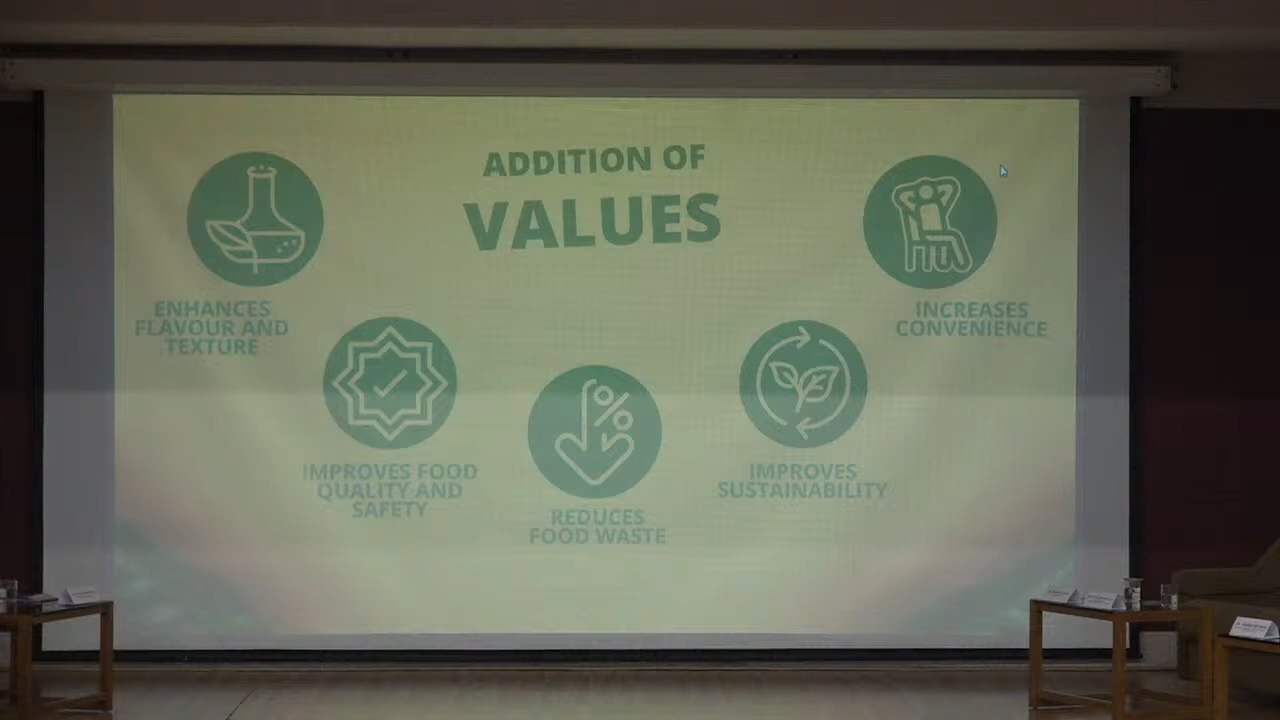 ADDITION OF
VALUES
ENHANCES
FLAVOUR AND
TEXTURE
IMPROVES FOOD
QUALITY AND
SAFETY
REDUCES
FOOD WASTE
IMPROVES
SUSTAINABILITY
INCREASES
CONVENIENCE